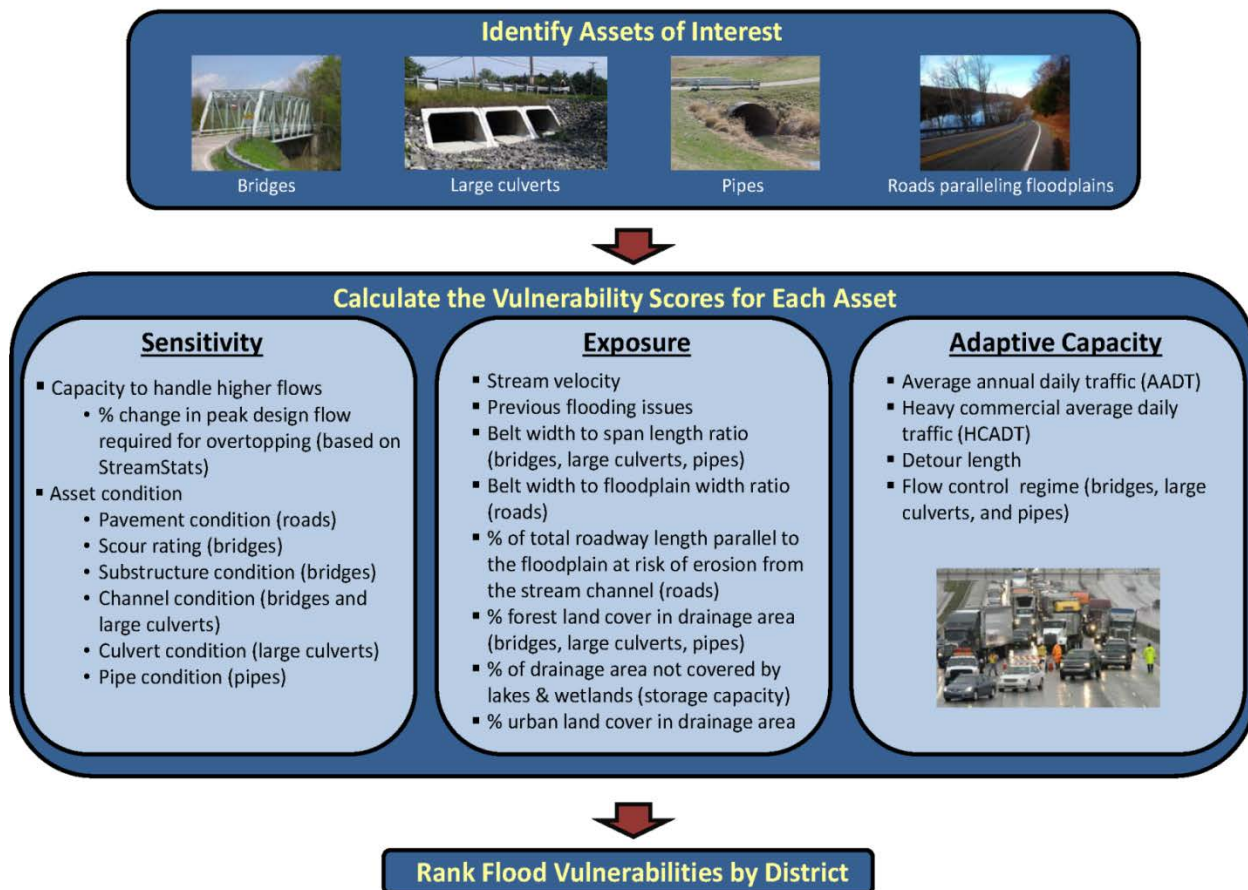 Identify Assets of Interest
Bridges
Large culverts
Pipes
Roads paralleling floodplains
Calculate the Vulnerability Scores for Each Asset
Sensitivity
▪ Capacity to handle higher flows
• % change in peak design flow
required for overtopping (based on
StreamStats)
▪ Asset condition
• Pavement condition (roads)
• Scour rating (bridges)
• Substructure condition (bridges)
• Channel condition (bridges and
large culverts)
• Culvert condition (large culverts)
• Pipe condition (pipes)
Exposure
▪ Stream velocity
▪ Previous flooding issues
▪ Belt width to span length ratio
(bridges, large culverts, pipes)
▪ Belt width to floodplain width ratio
(roads)
▪ % of total roadway length parallel to
the floodplain at risk of erosion from
the stream channel (roads)
▪ % forest land cover in drainage area
(bridges, large culverts, pipes)
▪ % of drainage area not covered by
lakes & wetlands (storage capacity)
▪ % urban land cover in drainage area
Adaptive Capacity
▪ Average annual daily traffic (AADT)
▪ Heavy commercial average daily
traffic (HCADT)
▪ Detour length
▪ Flow control regime (bridges, large
culverts, and pipes)
Rank Flood Vulnerabilities by District